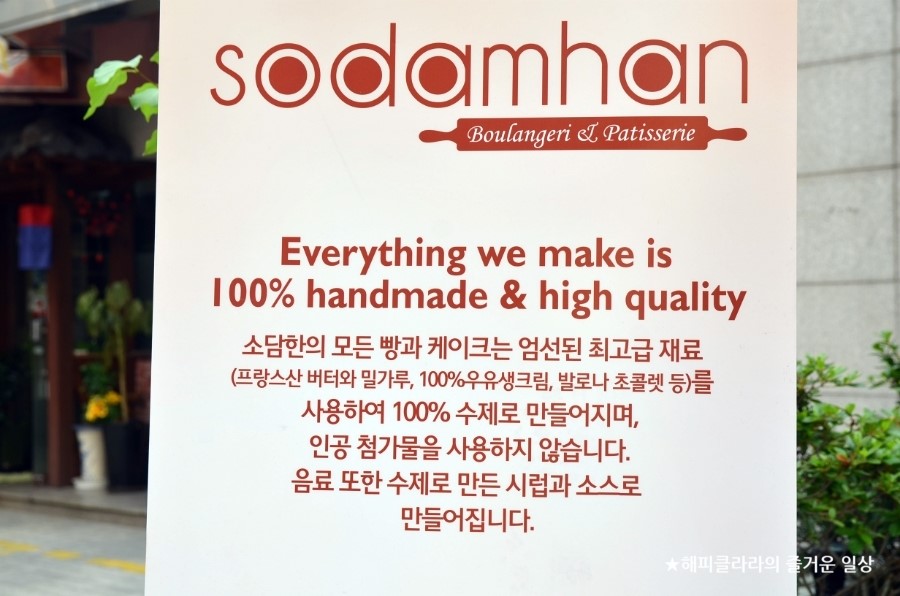 sodamhan
Boulangeri & Patisserie
Everything we make is
100% handmade & high quality
소담한의 모든 빵과 케이크는 엄선된 최고급 재료
(프랑스산 버터와 밀가루, 100%우유생크림, 발로나 초콜렛 등)를
사용하여 100% 수제로 만들어지며,
인공 첨가물을 사용하지 않습니다.
음료 또한 수제로 만든 시럽과 소스로
만들어집니다.
★해피클라라의 즐거운 일상